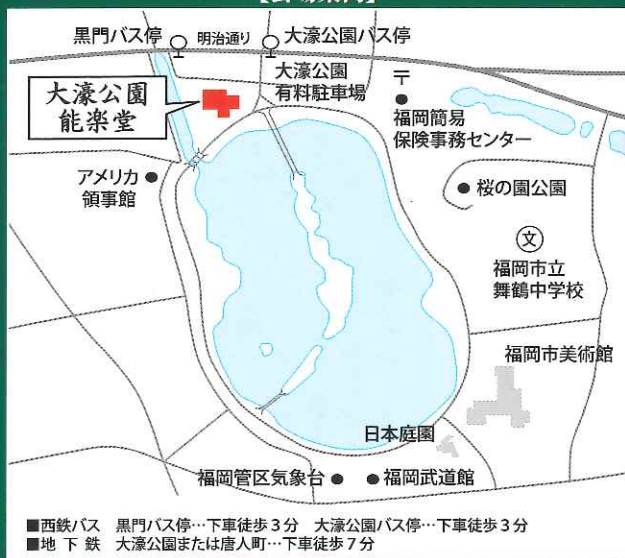 黒門バス停
明治通り
大濠公園バス停
大濠公園
能楽堂
大濠公園
有料駐車場
〒
福岡簡易
保険事務センター
アメリカ
領事館
桜の園公園
文
福岡市立
舞鶴中学校
福岡市美術館
日本庭園
福岡管区気象台
福岡武道館
■西鉄バス 黒門バス停…下車徒歩3分 大濠公園バス停…下車徒歩3分
■地下鉄 大濠公園または唐人町…下車徒歩7分